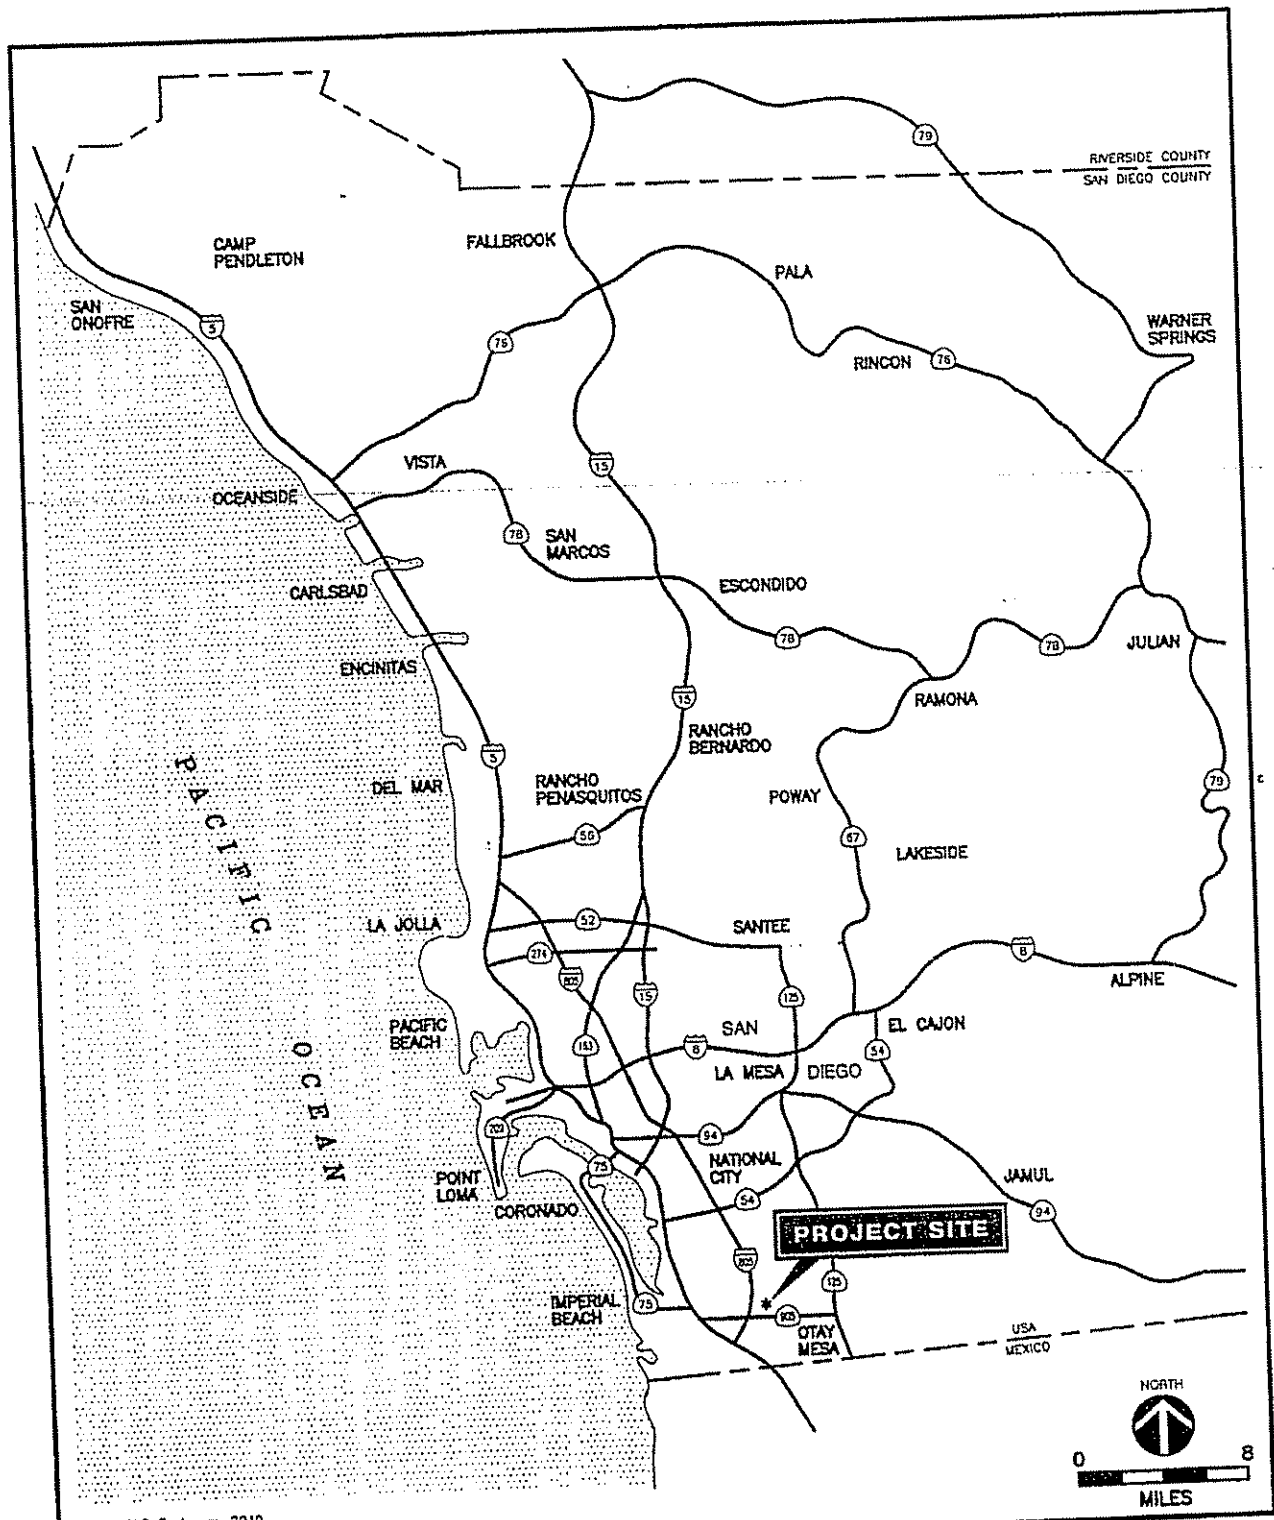 79
RIVERSIDE COUNTY
SAN DIEGO COUNTY
CAMP
PENDLETON
FALLBROOK
PALA
SAN
ONOFRE
5
76
WARNER
SPRINGS
RINCON
76
VISTA
15
OCEANSIDE
78
SAN
MARCOS
CARLSBAD
ESCONDIDO
78
78
JULIAN
ENCINITAS
15
RAMONA
RANCHO
BERNARDO
5
PACIFIC
OCEAN
DEL MAR
RANCHO
PENASQUITOS
POWAY
79
56
67
LAKESIDE
LA JOLLA
52
SANTEE
274
805
8
ALPINE
15
125
PACIFIC
BEACH
163
SAN
DIEGO
8
EL CAJON
54
LA MESA
209
94
75
NATIONAL
CITY
JAMUL
POINT
LOMA
CORONADO
54
94
PROJECT SITE
805
125
IMPERIAL
BEACH
75
*
905
OTAY
MESA
USA
MEXICO
NORTH
0 8
MILES